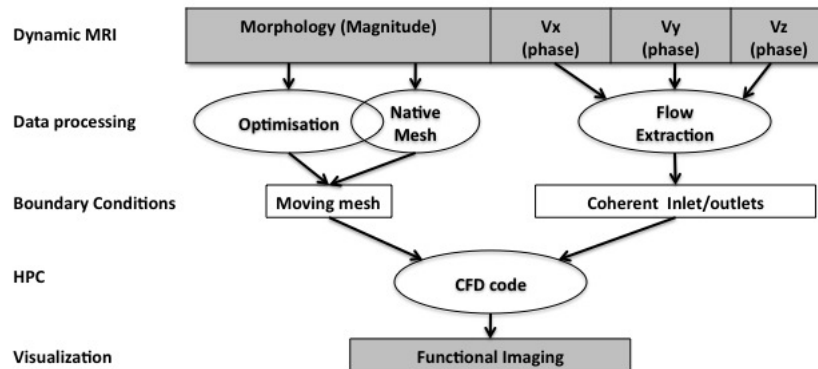 Dynamic MRI
Morphology (Magnitude)
Vx
(phase)
Vy
(phase)
Vz
(phase)
Data processing
Optimisation
Native
Mesh
Flow
Extraction
Boundary Conditions
Moving mesh
Coherent Inlet/outlets
HPC
CFD code
Visualization
Functional Imaging